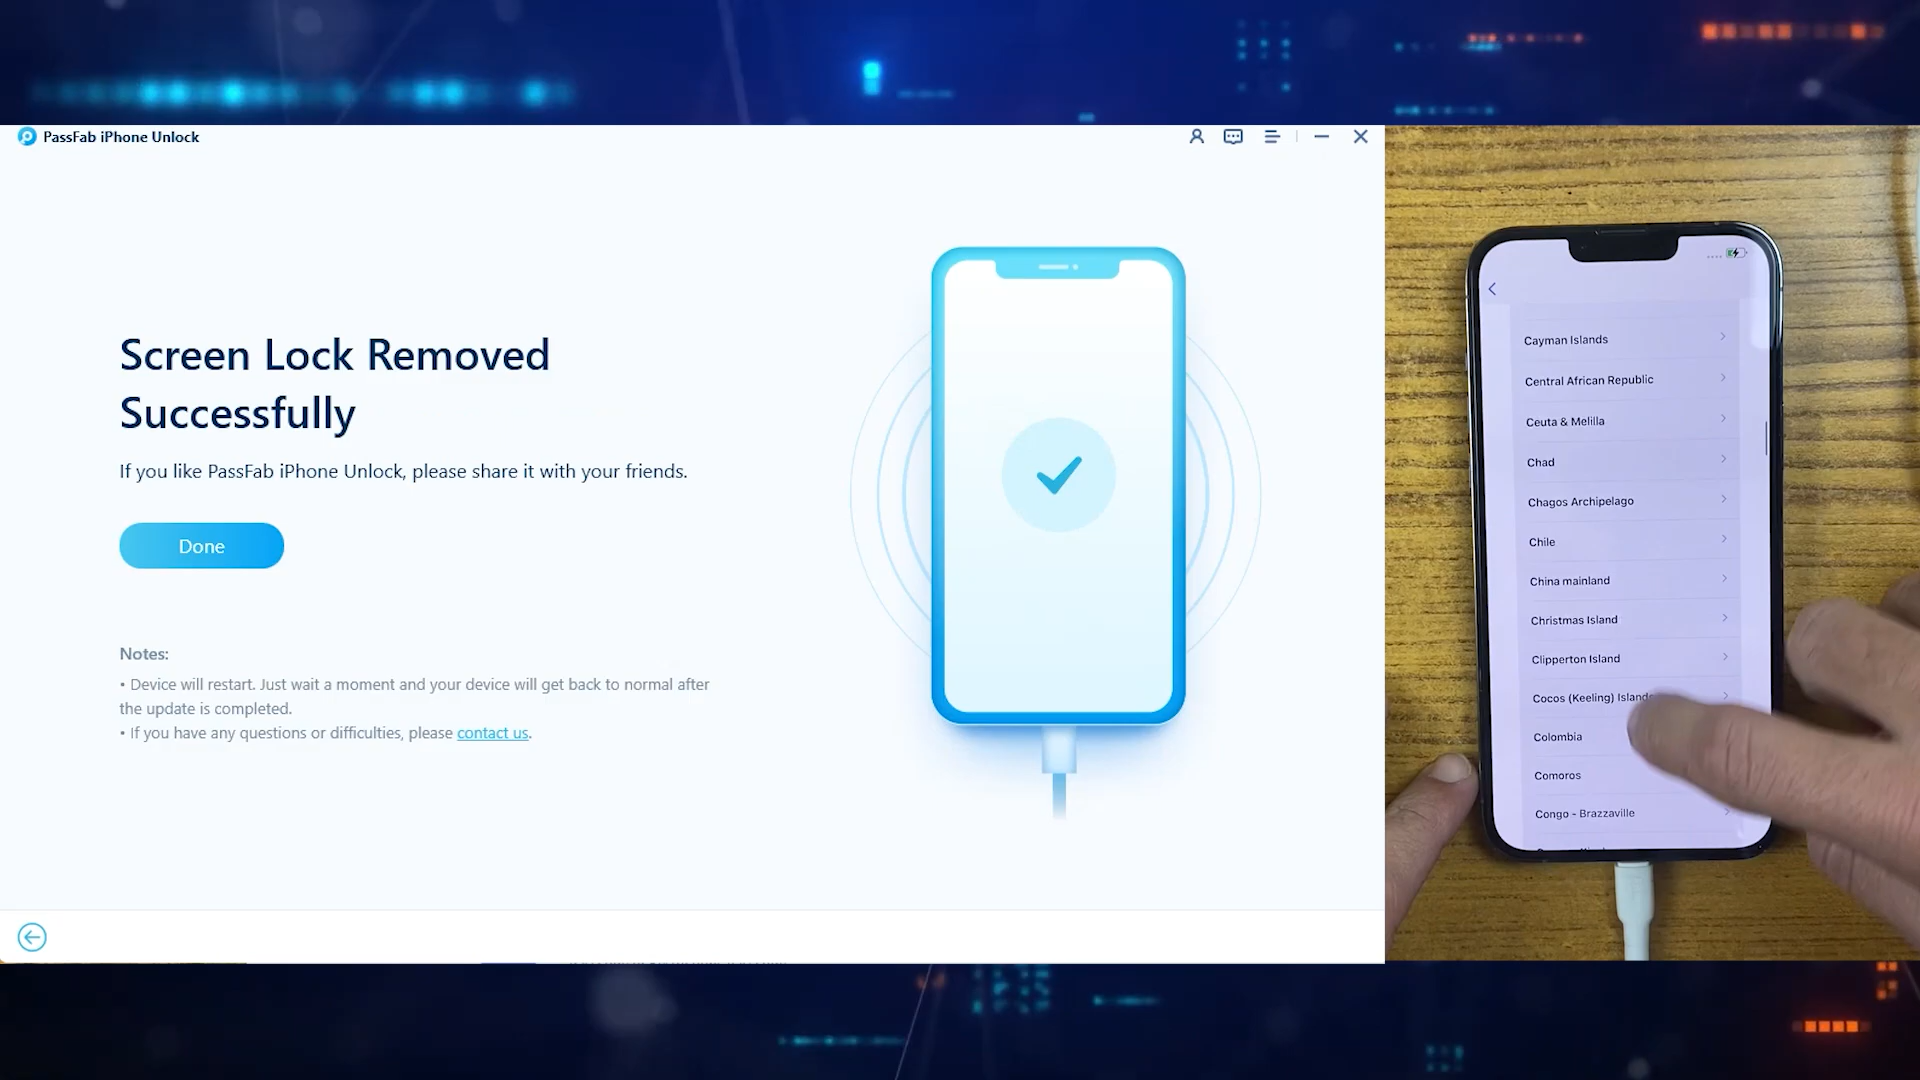 PassFab iPhone Unlock
Screen Lock Removed
Successfully
If you like PassFab iPhone Unlock, please share it with your friends.
Done
Notes:
• Device will restart. Just wait a moment and your device will get back to normal after
the update is completed.
• If you have any questions or difficulties, please contact us.
Cayman Islands
Central African Republic
Ceuta & Melilla
Chad
Chagos Archipelago
Chile
China mainland
Christmas Island
Clipperton Island
Cocos (Keeling) Islands
Colombia
Comoros
Congo - Brazzaville